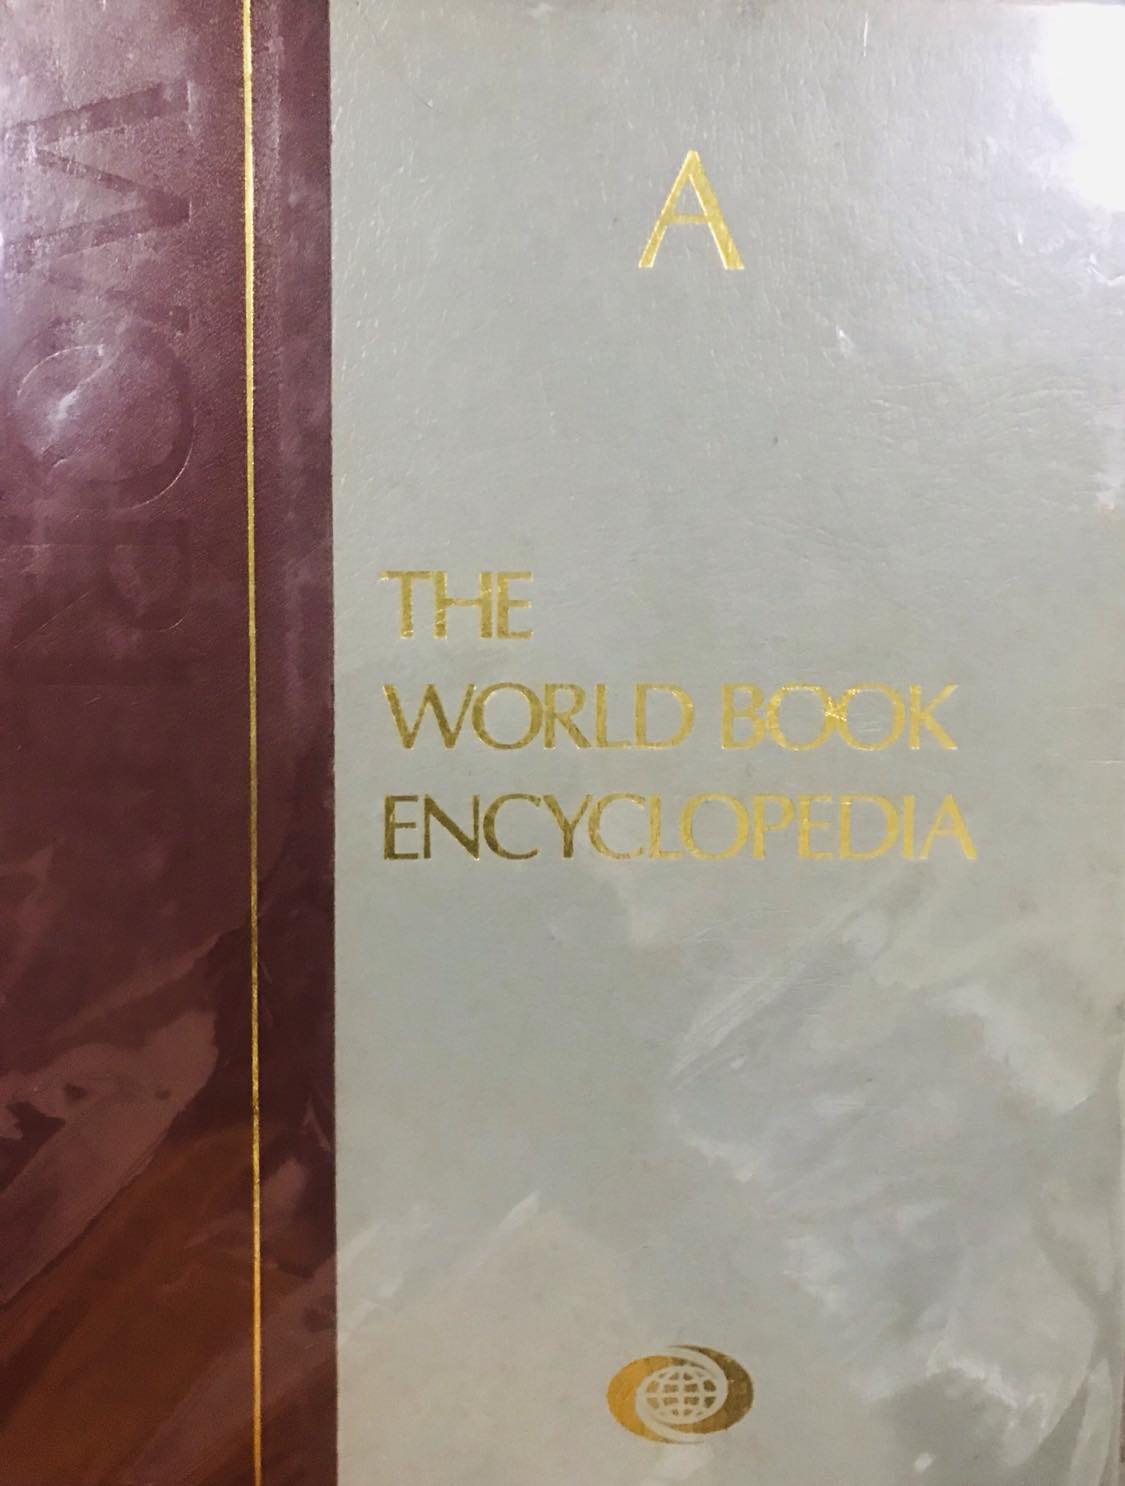 A
THE
WORLD BOOK
ENCYCLOPEDIA